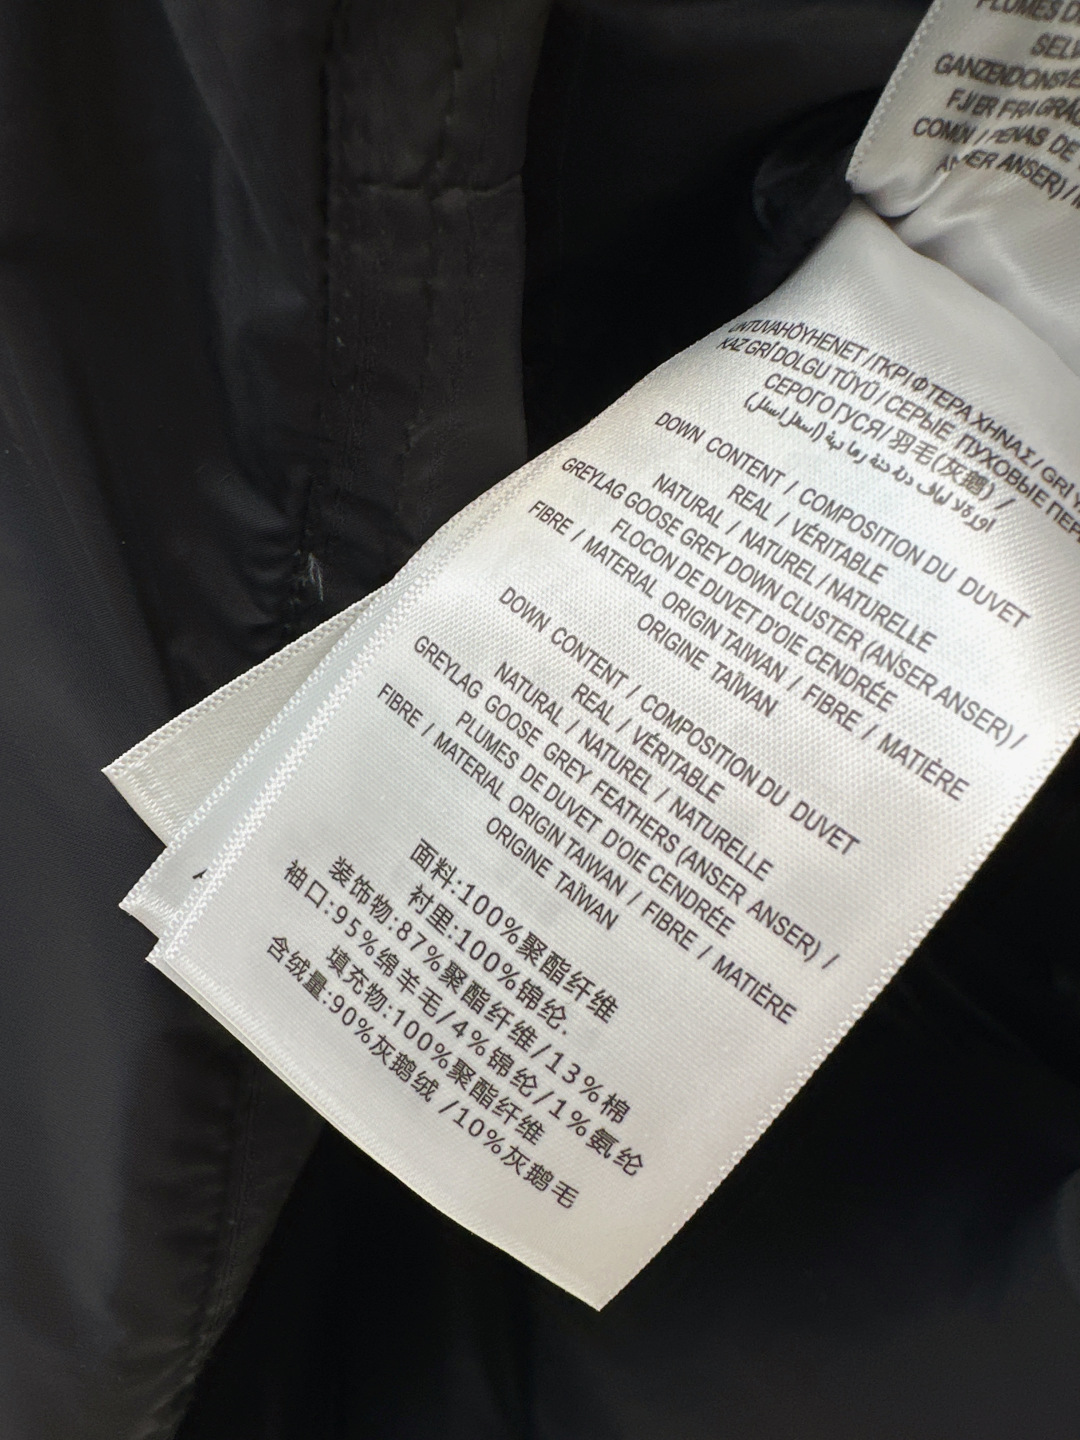 PLUMES D
SELV
GANZENDONSVE
FJER FRA GRÅG
COMÚN / PENAS DE
ANSER ANSER) /
UNTUVAHÖYHENET / ΓΚΡΙ ΦΤΕΡΑ ΧΗΝΑΣ / GRİ
KAZ GRİ DOLGU TÜYÜ / СЕРЫЕ ПУХОВЫЕ ПЕР
СЕРОГО ГУСЯ / 羽毛(灰鹅) /
DOWN CONTENT / COMPOSITION DU DUVET
REAL / VÉRITABLE
NATURAL / NATUREL / NATURELLE
GREYLAG GOOSE GREY DOWN CLUSTER (ANSER ANSER) /
FLOCON DE DUVET D'OIE CENDRÉE
FIBRE / MATERIAL ORIGIN TAIWAN / FIBRE / MATIÈRE
ORIGINE TAÏWAN
DOWN CONTENT / COMPOSITION DU DUVET
REAL / VÉRITABLE
NATURAL / NATUREL / NATURELLE
GREYLAG GOOSE GREY FEATHERS (ANSER ANSER) /
PLUMES DE DUVET D'OIE CENDRÉE
FIBRE / MATERIAL ORIGIN TAIWAN / FIBRE / MATIÈRE
ORIGINE TAÏWAN
面料:100%聚酯纤维
衬里:100%锦纶.
装饰物:87%聚酯纤维/13%棉
袖口:95%绵羊毛/4%锦纶/1%氨纶
填充物:100%聚酯纤维
含绒量:90%灰鹅绒 /10%灰鹅毛